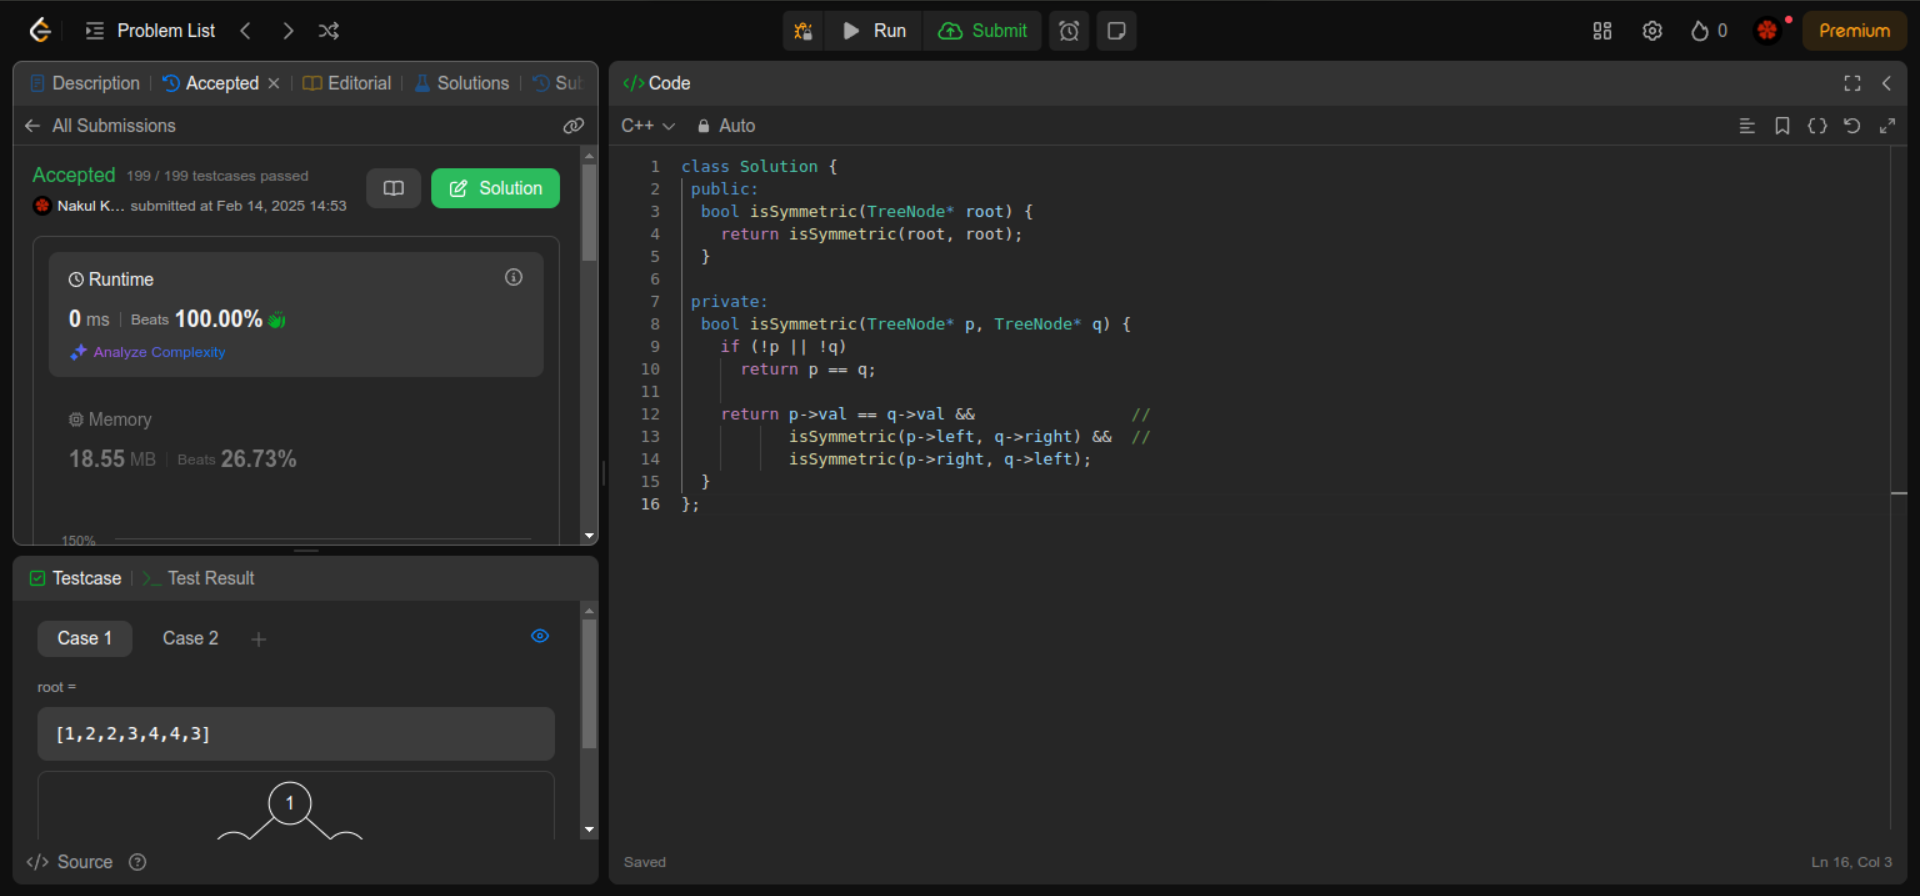 Problem List
Run
Submit
0
Premium
Description
Accepted
Editorial
Solutions
Sub
All Submissions
Accepted 199 / 199 testcases passed
Nakul K... submitted at Feb 14, 2025 14:53
Solution
Runtime
0 ms | Beats 100.00%
Analyze Complexity
Memory
18.55 MB | Beats 26.73%
150%
Testcase
>_ Test Result
Case 1
Case 2
+
root =
[1,2,2,3,4,4,3]
1
</> Source
</> Code
C++
Auto
1 class Solution {
2 public:
3 bool isSymmetric(TreeNode* root) {
4 return isSymmetric(root, root);
5 }
6
7 private:
8 bool isSymmetric(TreeNode* p, TreeNode* q) {
9 if (!p || !q)
10 return p == q;
11
12 return p->val == q->val && //
13 isSymmetric(p->left, q->right) && //
14 isSymmetric(p->right, q->left);
15 }
16 };
Saved
Ln 16, Col 3